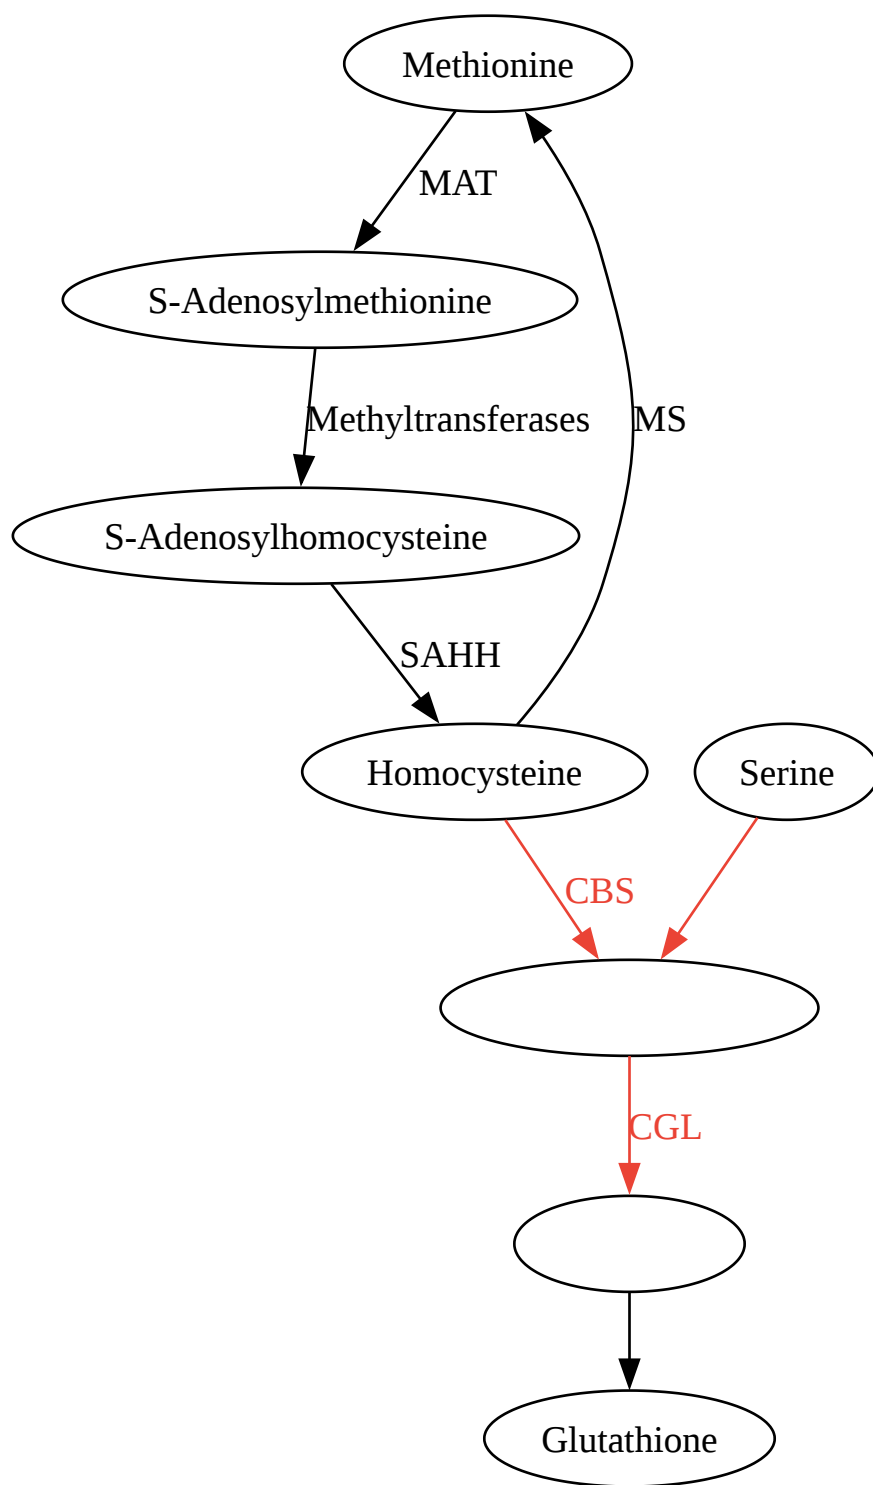 Methionine
MAT
S-Adenosylmethionine
Methyltransferases
MS
S-Adenosylhomocysteine
SAHH
Homocysteine
Serine
CBS
CGL
Glutathione